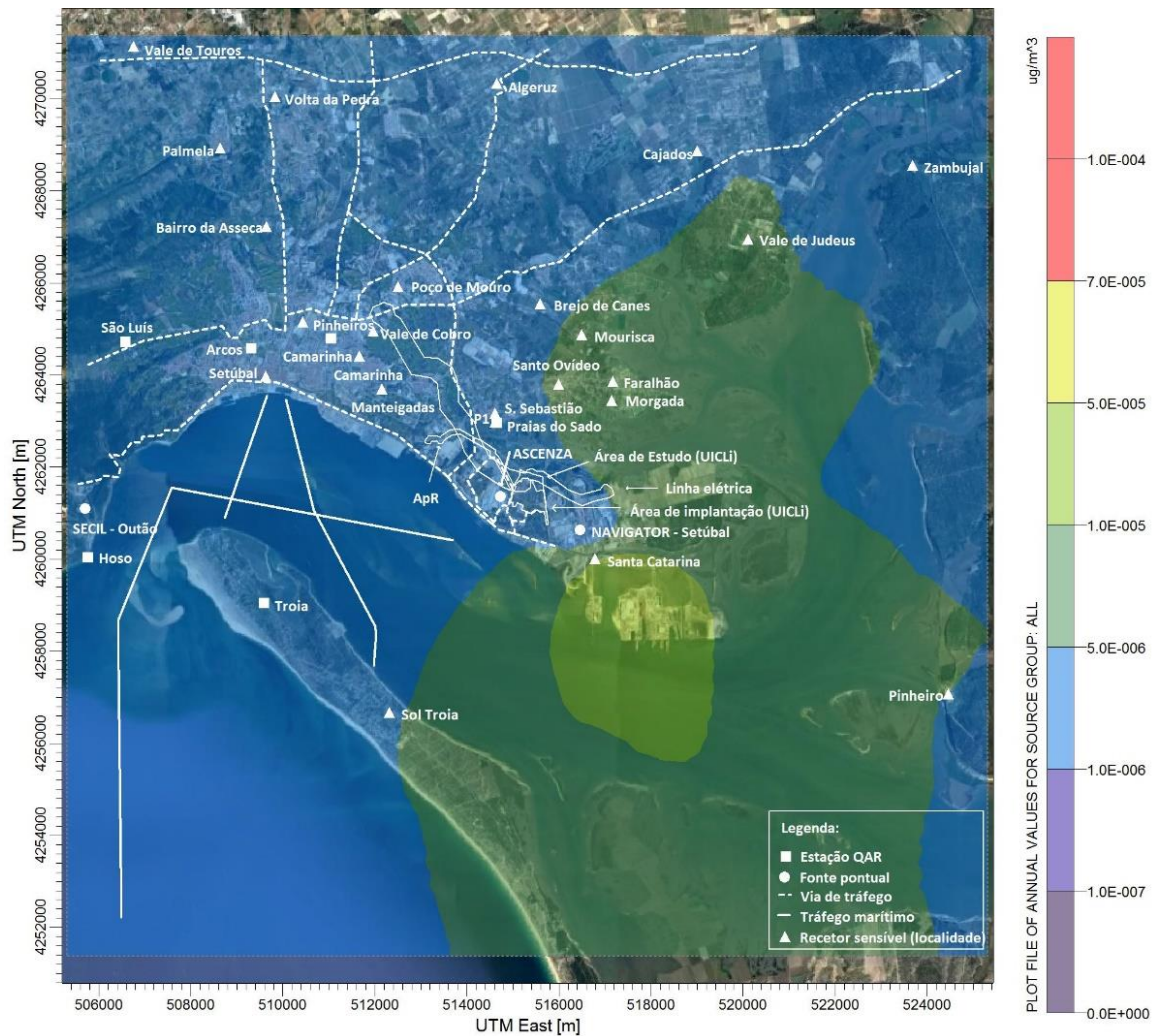 Vale de Touros
Volta da Pedra
Algeruz
Palmela
Cajados
Zambujal
Bairro da Asseca
Vale de Judeus
Poço de Mouro
Brejo de Canes
São Luís
Pinheiros
Vale de Cobro
Mourisca
Arcos
Camarinha
Santo Ovídeo
Setúbal
Camarinha
Faralhão
Manteigadas
Morgada
S. Sebastião
P1
Praias do Sado
ASCENZA
Área de Estudo (UICLi)
ApR
Linha elétrica
Área de implantação (UICLi)
SECIL - Outão
NAVIGATOR - Setúbal
Hoso
Santa Catarina
Troia
Pinheiro
Sol Troia
Legenda:
Estação QAR
Fonte pontual
Via de tráfego
Tráfego marítimo
Recetor sensível (localidade)
UTM North [m]
4270000
4268000
4266000
4264000
4262000
4260000
4258000
4256000
4254000
4252000
506000 508000 510000 512000 514000 516000 518000 520000 522000 524000
UTM East [m]
ug/m^3
PLOT FILE OF ANNUAL VALUES FOR SOURCE GROUP: ALL
1.0E-004
7.0E-005
5.0E-005
1.0E-005
5.0E-006
1.0E-006
1.0E-007
0.0E+000